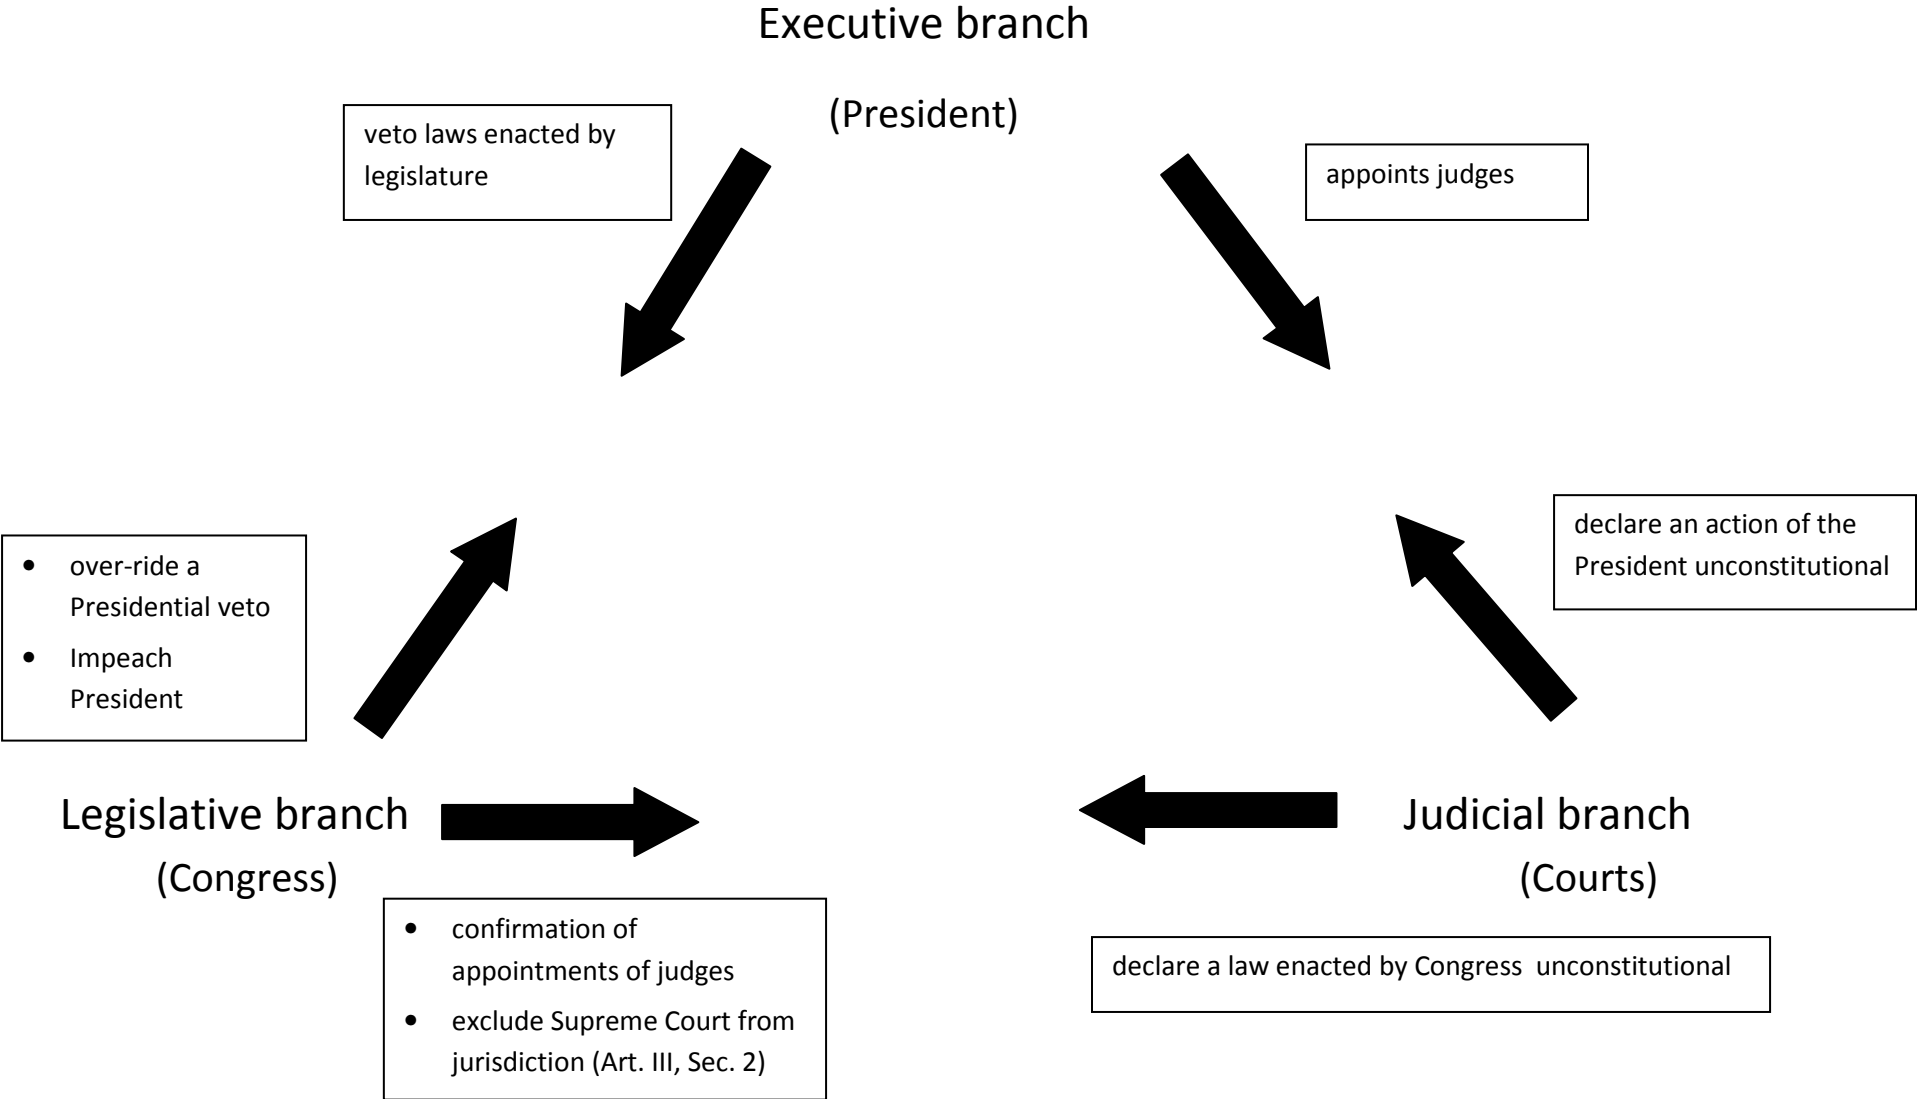 Executive branch
(President)
veto laws enacted by
legislature
appoints judges
declare an action of the
President unconstitutional
• over-ride a
Presidential veto
• Impeach
President
Legislative branch
(Congress)
Judicial branch
(Courts)
• confirmation of
appointments of judges
• exclude Supreme Court from
jurisdiction (Art. III, Sec. 2)
declare a law enacted by Congress  unconstitutional